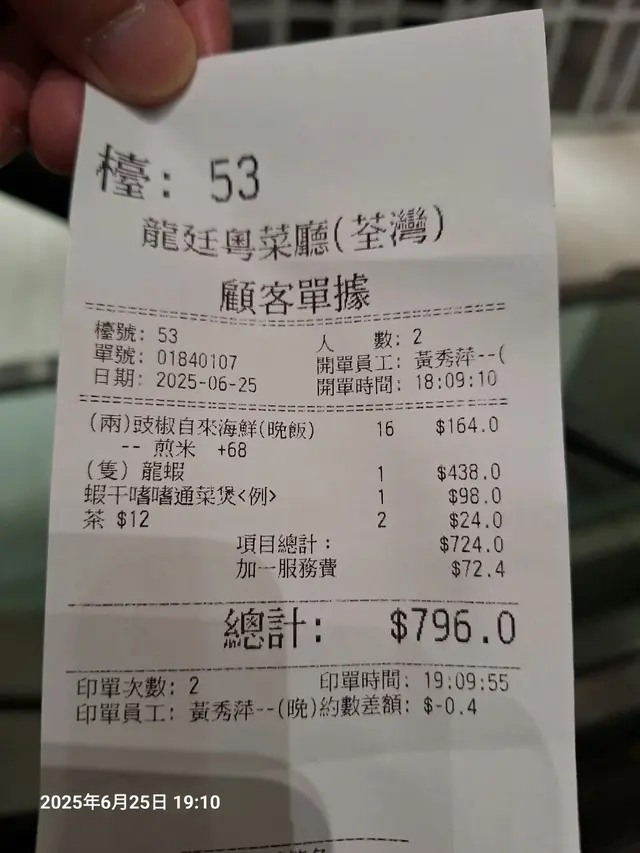 檯: 53
龍廷粵菜廳(荃灣)
顧客單據
檯號: 53 人 數: 2
單號: 01840107 開單員工: 黃秀萍--(
日期: 2025-06-25 開單時間: 18:09:10
(兩)豉椒自來海鮮(晚飯) 16 $164.0
-- 煎米 +68
(隻) 龍蝦 1 $438.0
蝦干啫啫通菜煲<例> 1 $98.0
茶 $12 2 $24.0
項目總計: $724.0
加一服務費 $72.4
總計: $796.0
印單次數: 2 印單時間: 19:09:55
印單員工: 黃秀萍--(晚)約數差額: $-0.4
2025年6月25日 19:10